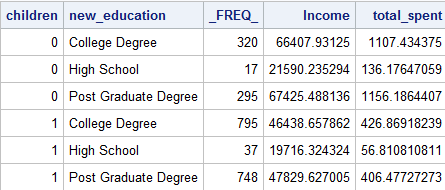 children new_education _FREQ_ Income total_spent
0 College Degree 320 66407.93125 1107.434375
0 High School 17 21590.235294 136.17647059
0 Post Graduate Degree 295 67425.488136 1156.1864407
1 College Degree 795 46438.657862 426.86918239
1 High School 37 19716.324324 56.810810811
1 Post Graduate Degree 748 47829.627005 406.47727273